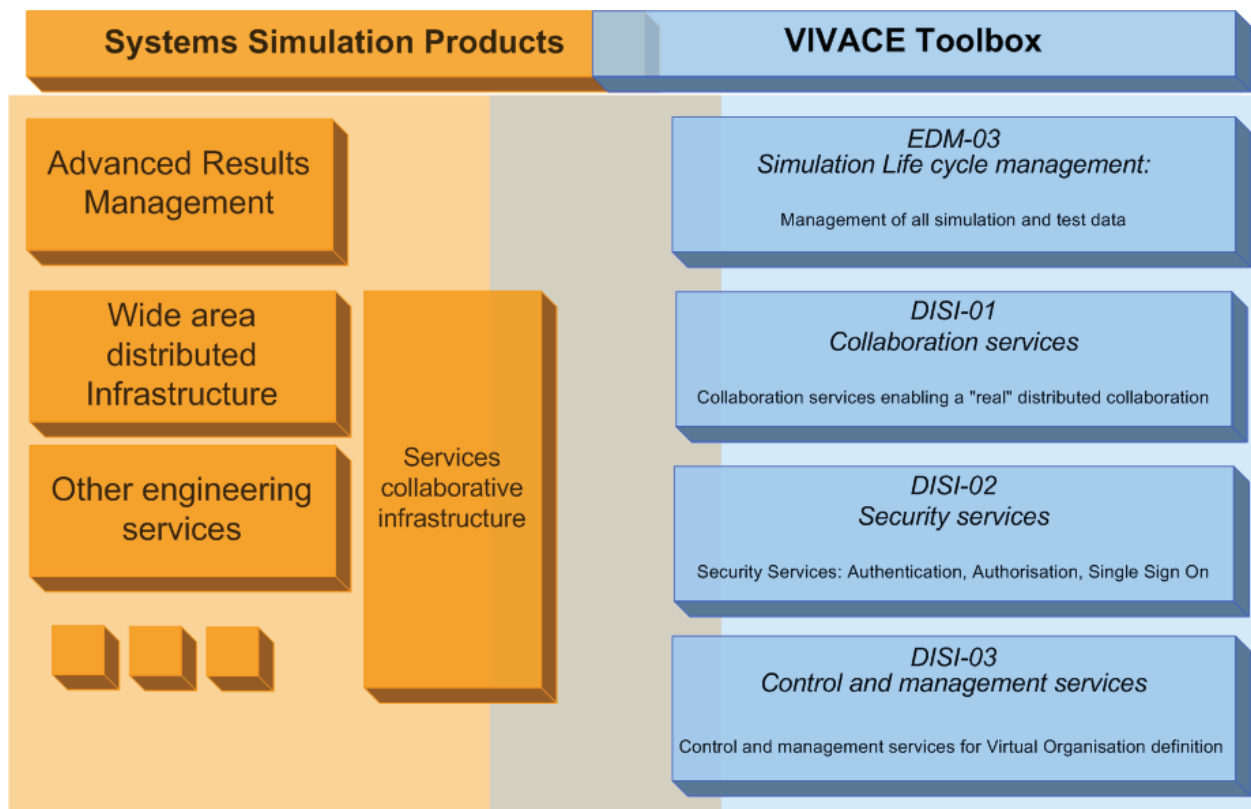 Systems Simulation Products
VIVACE Toolbox
Advanced Results
Management
Wide area
distributed
Infrastructure
Other engineering
services
Services
collaborative
infrastructure
EDM-03
Simulation Life cycle management:
Management of all simulation and test data
DISI-01
Collaboration services
Collaboration services enabling a "real" distributed collaboration
DISI-02
Security services
Security Services: Authentication, Authorisation, Single Sign On
DISI-03
Control and management services
Control and management services for Virtual Organisation definition